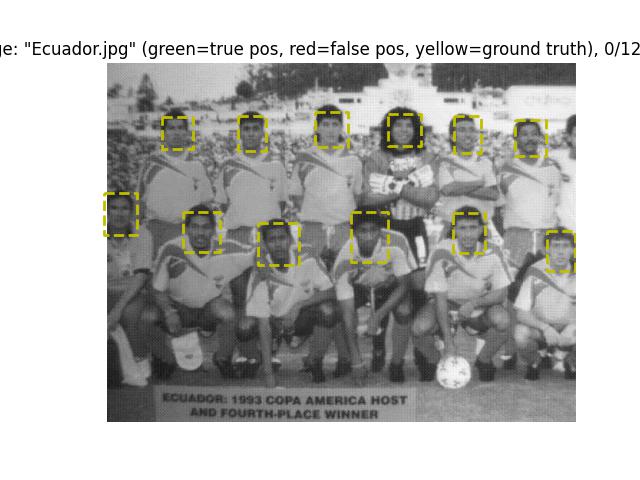 ge: "Ecuador.jpg" (green=true pos, red=false pos, yellow=ground truth), 0/12
ECUADOR: 1993 COPA AMERICA HOST
AND FOURTH-PLACE WINNER